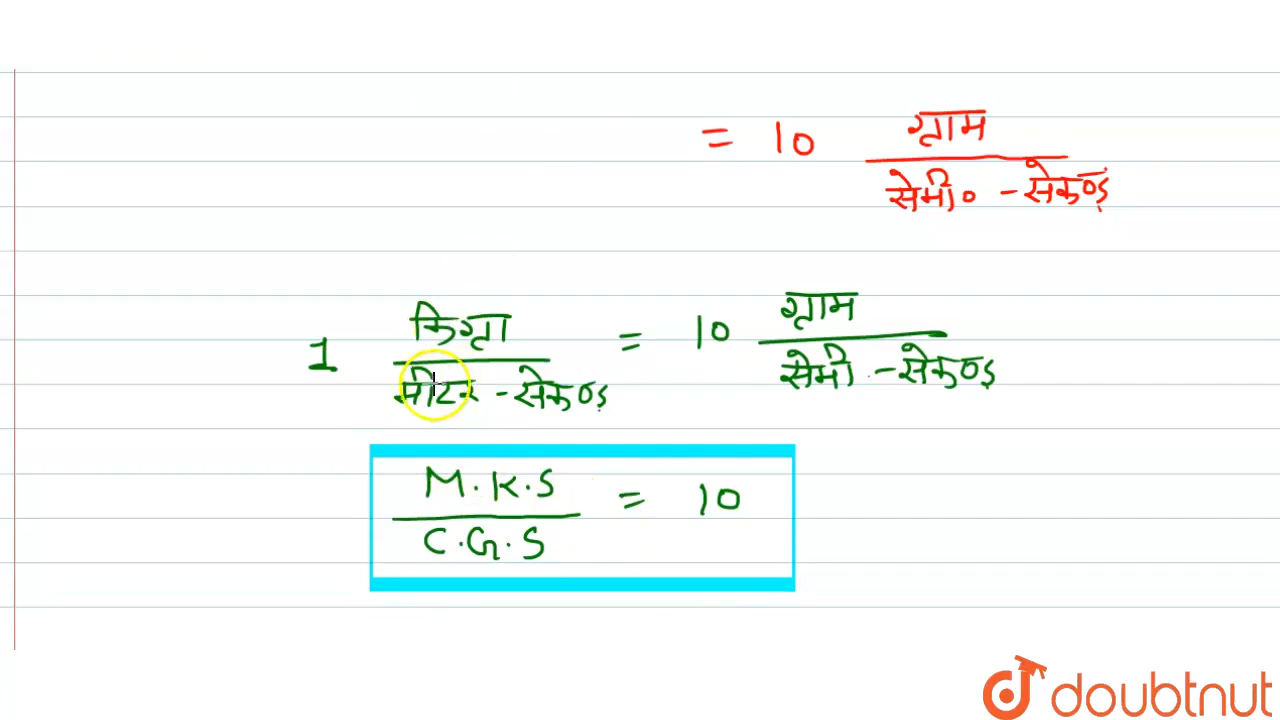 = 10 ग्राम
सेमी० - सेकण्ड
1 किग्रा = 10 ग्राम
मीटर - सेकण्ड सेमी - सेकण्ड
M.K.S = 10
C.G.S
doubtnut